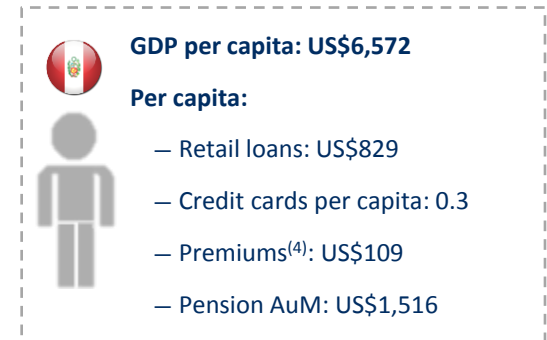 GDP per capita: US$6,572
Per capita:
— Retail loans: US$829
— Credit cards per capita: 0.3
— Premiums(4): US$109
— Pension AuM: US$1,516